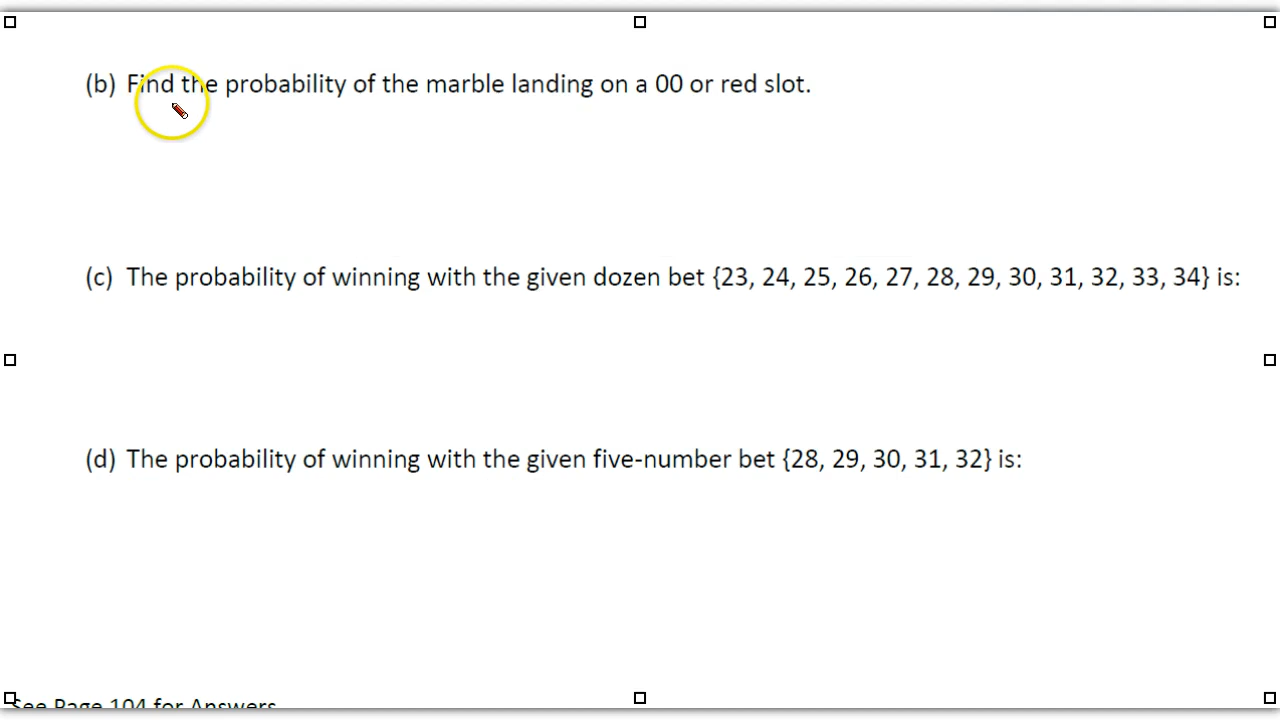 (b) Find the probability of the marble landing on a 00 or red slot.
(c) The probability of winning with the given dozen bet {23, 24, 25, 26, 27, 28, 29, 30, 31, 32, 33, 34} is:
(d) The probability of winning with the given five-number bet {28, 29, 30, 31, 32} is:
See Page 104 for Answers